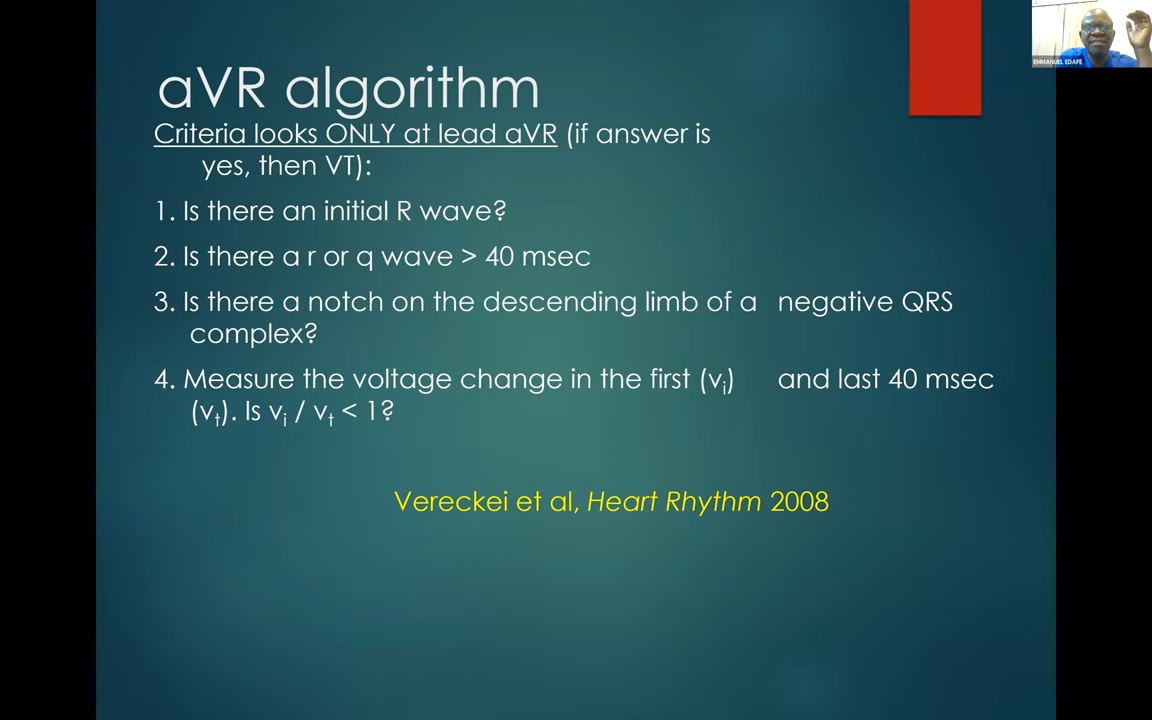 EMMANUEL EDAFE
aVR algorithm
Criteria looks ONLY at lead aVR (if answer is
yes, then VT):
1. Is there an initial R wave?
2. Is there a r or q wave > 40 msec
3. Is there a notch on the descending limb of a negative QRS
complex?
4. Measure the voltage change in the first (vi) and last 40 msec
(vt). Is vi / vt < 1?
Vereckei et al, Heart Rhythm 2008